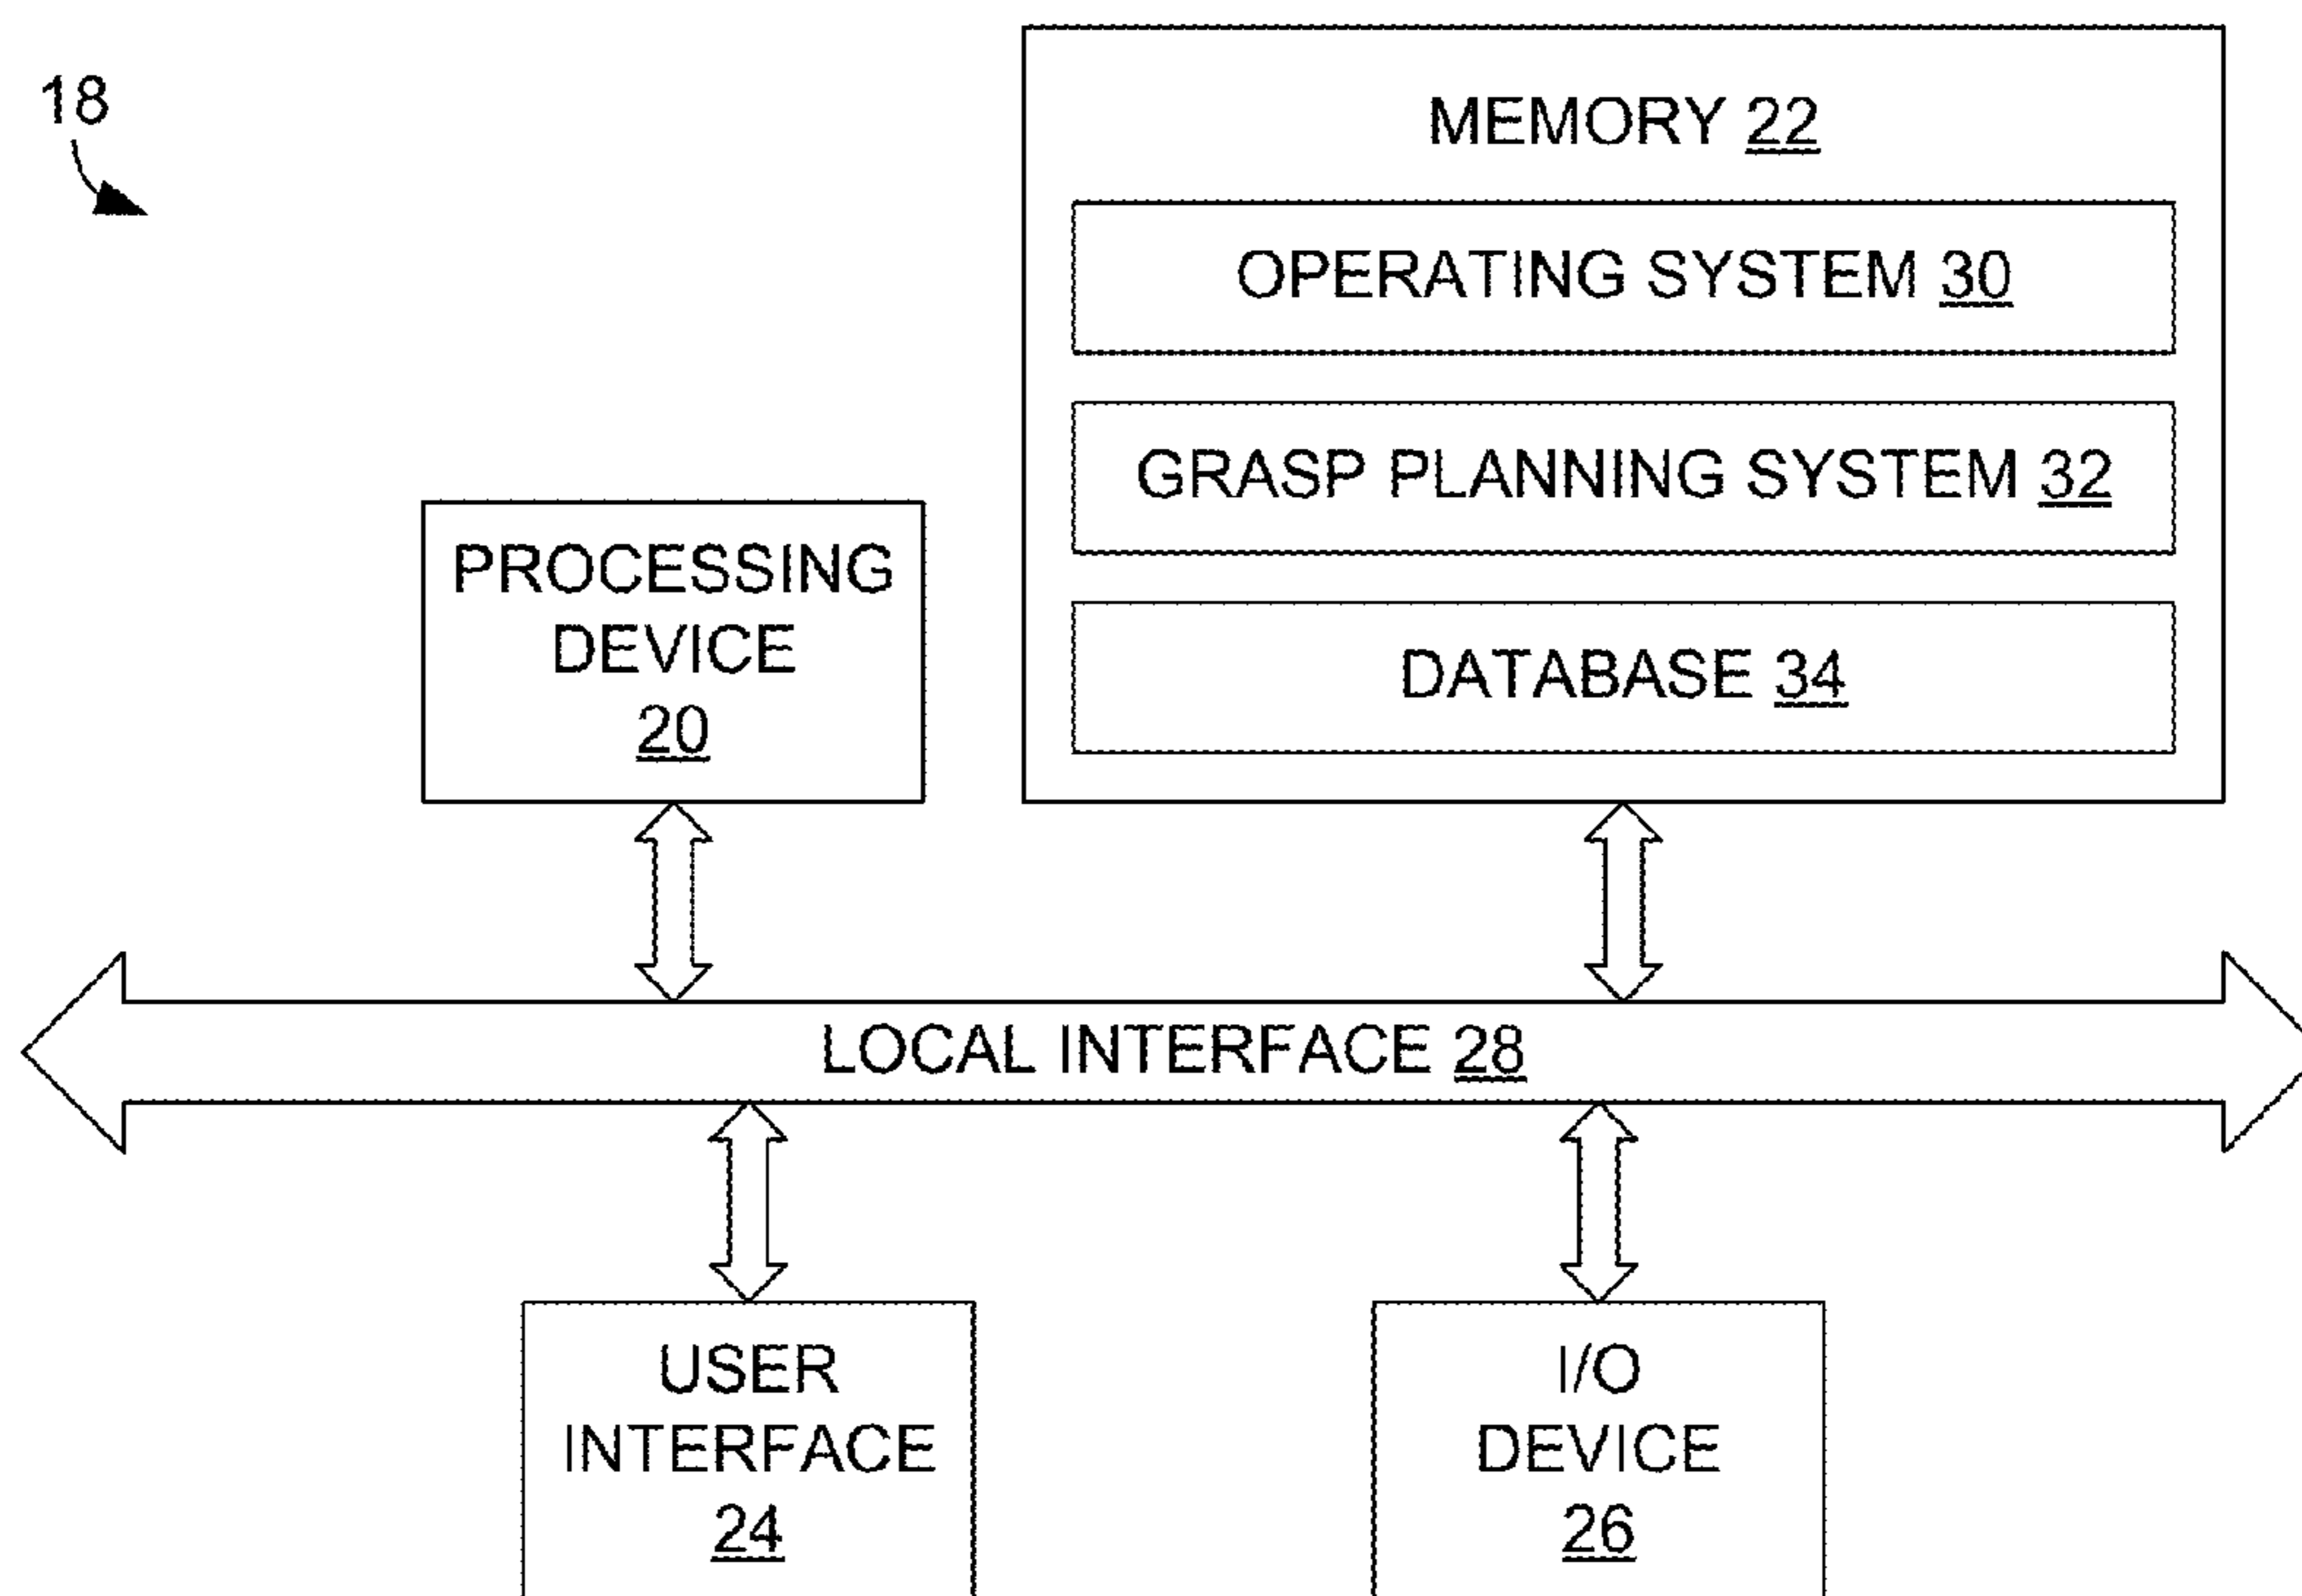 18
MEMORY 22
OPERATING SYSTEM 30
GRASP PLANNING SYSTEM 32
DATABASE 34
PROCESSING
DEVICE
20
LOCAL INTERFACE 28
USER
INTERFACE
24
I/O
DEVICE
26